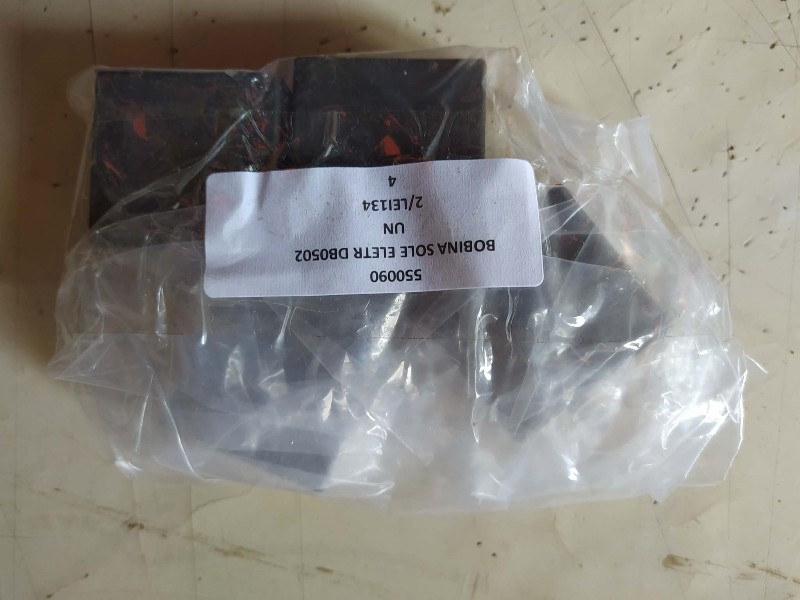 550090
BOBINA SOLE ELETR DB0502
UN
2/LEI134
4